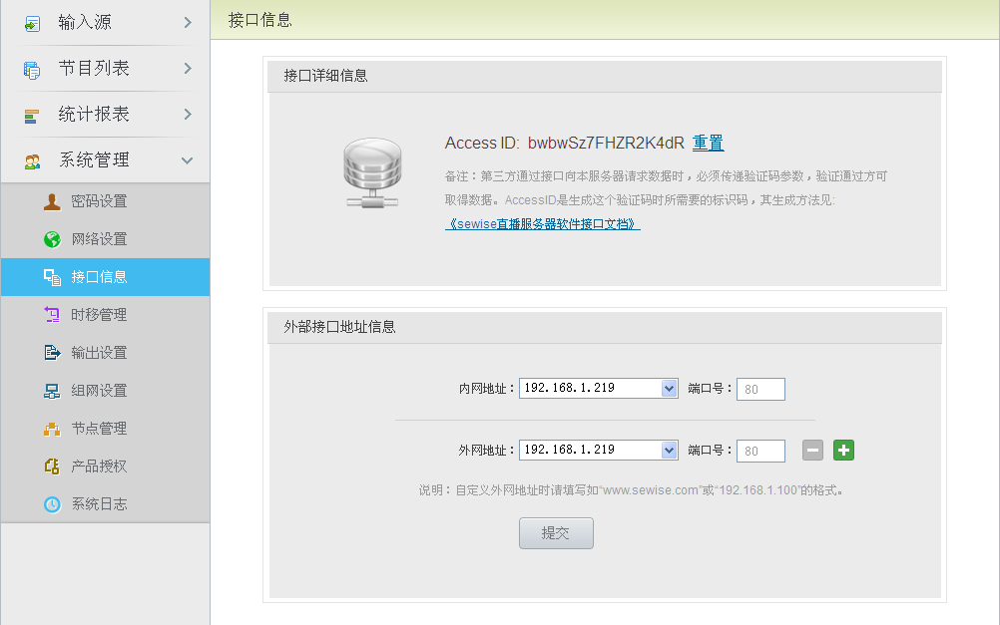 输入源
节目列表
统计报表
系统管理
密码设置
网络设置
接口信息
时移管理
输出设置
组网设置
节点管理
产品授权
系统日志
接口信息
接口详细信息
Access ID: bwbwSz7FHZR2K4dR 重置
备注：第三方通过接口向本服务器请求数据时，必须传递验证码参数，验证通过方可
取得数据。AccessID是生成这个验证码时所需要的标识码，其生成方法见:
《sewise直播服务器软件接口文档》
外部接口地址信息
内网地址： 192.168.1.219 端口号： 80
外网地址： 192.168.1.219 端口号： 80
说明：自定义外网地址时请填写如“www.sewise.com”或“192.168.1.100”的格式。
提交